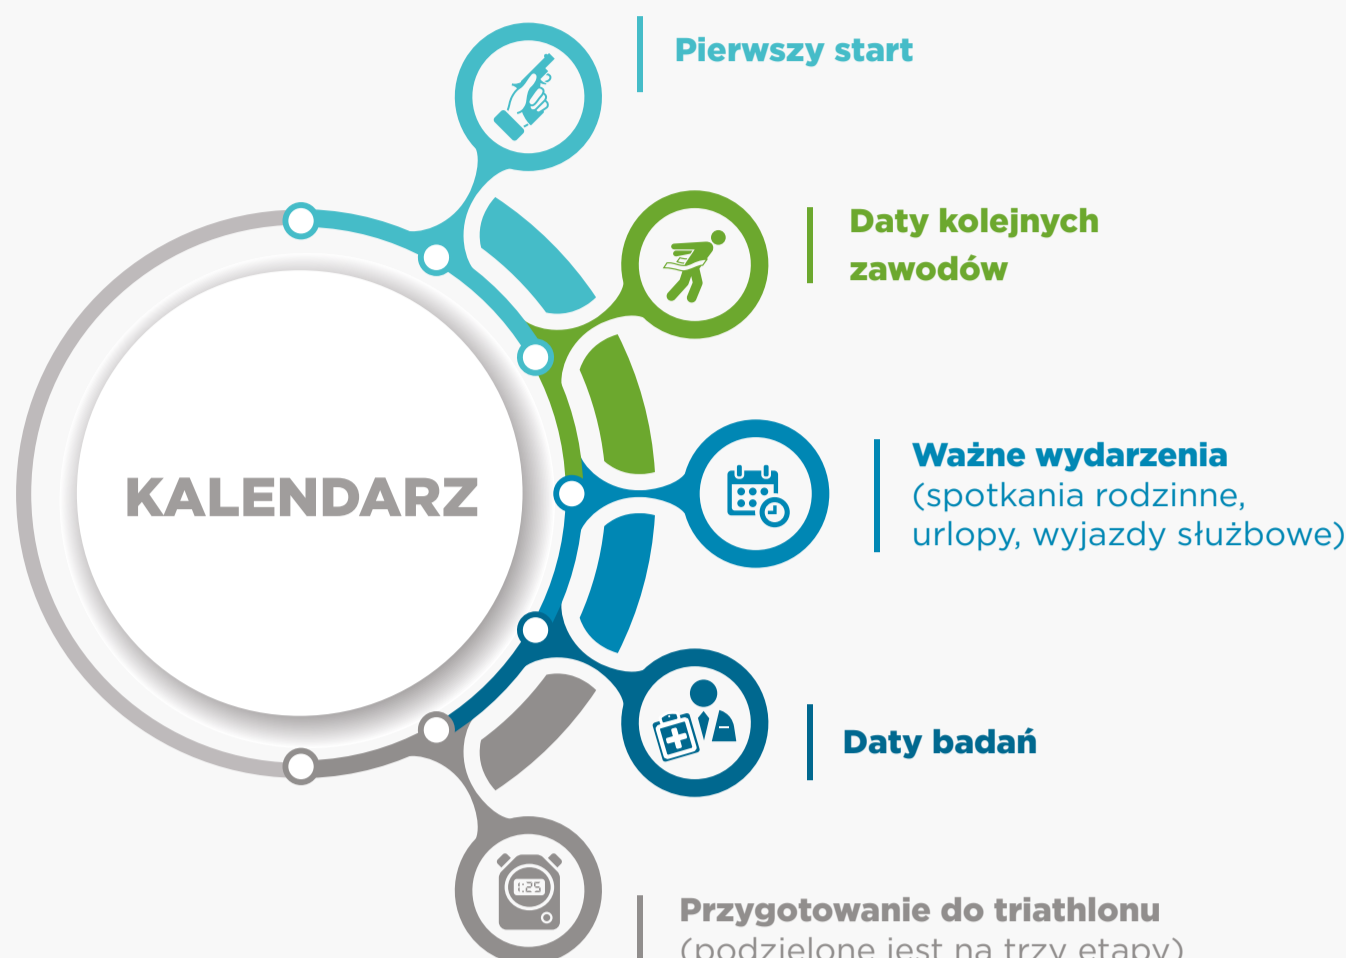 Pierwszy start
Daty kolejnych
zawodów
KALENDARZ
Ważne wydarzenia
(spotkania rodzinne,
urlopy, wyjazdy służbowe)
Daty badań
1:25
Przygotowanie do triathlonu
(podzielone jest na trzy etapy)